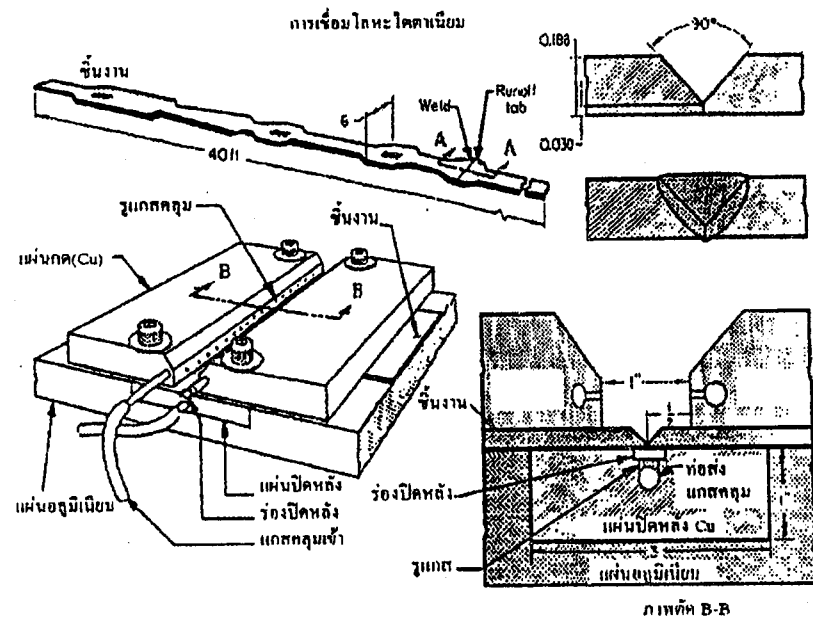 การเชื่อมโลหะไตตาเนียม
ชิ้นงาน
40 ft
6
Weld
Runoff
tab
A
A
90°
0.188
0.030
รูแกสคลุม
ชิ้นงาน
แผ่นกด(Cu)
B
B
แผ่นปิดหลัง
ร่องปิดหลัง
แกสคลุมเข้า
แผ่นอลูมิเนียม
1"
ชิ้นงาน
ร่องปิดหลัง
ท่อส่ง
แกสคลุม
1"
แผ่นปิดหลัง Cu
3
รูแกส
แผ่นอลูมิเนียม
ภาพตัด B-B